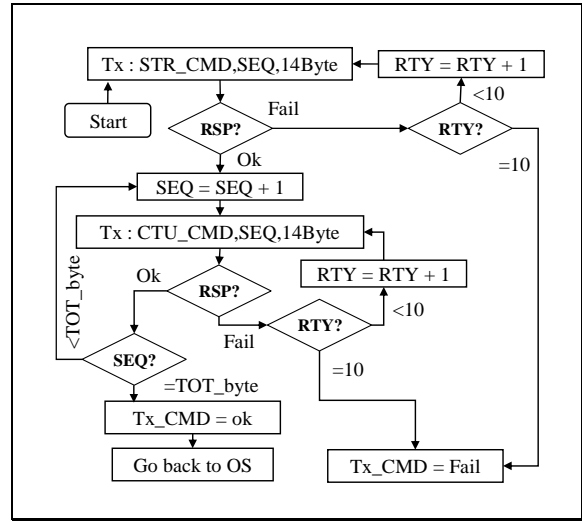 Tx : STR_CMD,SEQ,14Byte
RTY = RTY + 1
<10
Start
RSP?
Fail
RTY?
Ok
=10
SEQ = SEQ + 1
Tx : CTU_CMD,SEQ,14Byte
<TOT_byte
Ok
RSP?
RTY = RTY + 1
Fail
RTY?
<10
SEQ?
=TOT_byte
=10
Tx_CMD = ok
Go back to OS
Tx_CMD = Fail